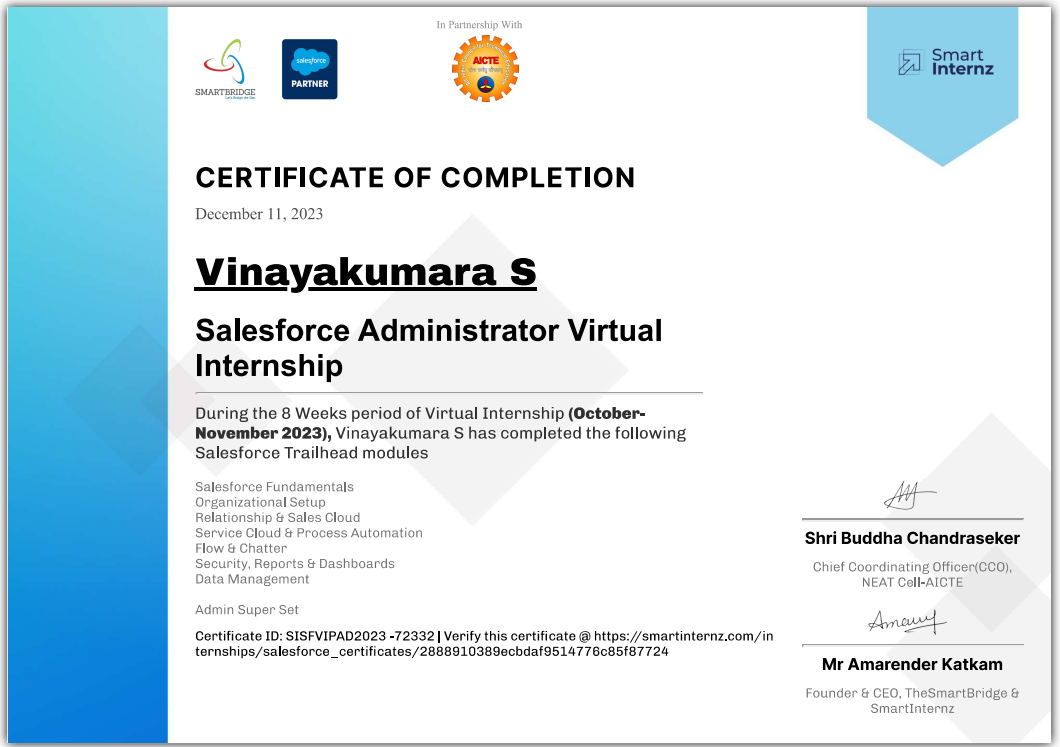 In Partnership With
SMARTBRIDGE
Let's Bridge the Gap
salesforce
PARTNER
AICTE
Smart
Internz
CERTIFICATE OF COMPLETION
December 11, 2023
Vinayakumara S
Salesforce Administrator Virtual
Internship
During the 8 Weeks period of Virtual Internship (October-
November 2023), Vinayakumara S has completed the following
Salesforce Trailhead modules
Salesforce Fundamentals
Organizational Setup
Relationship & Sales Cloud
Service Cloud & Process Automation
Flow & Chatter
Security, Reports & Dashboards
Data Management
Admin Super Set
Certificate ID: SISFVIPAD2023 -72332 | Verify this certificate @ https://smartinternz.com/in
ternships/salesforce_certificates/2888910389ecbdaf9514776c85f87724
Shri Buddha Chandraseker
Chief Coordinating Officer(CCO),
NEAT Cell-AICTE
Mr Amarender Katkam
Founder & CEO, TheSmartBridge &
SmartInternz